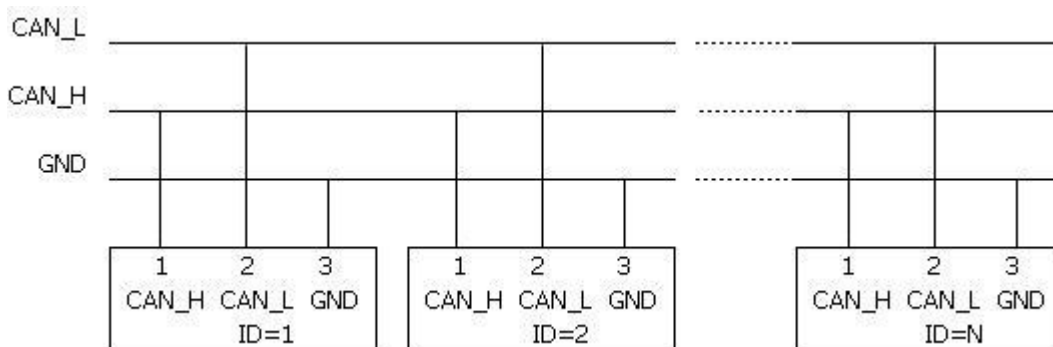 CAN_L
CAN_H
GND
1 2 3
CAN_H CAN_L GND
ID=1
1 2 3
CAN_H CAN_L GND
ID=2
1 2 3
CAN_H CAN_L GND
ID=N